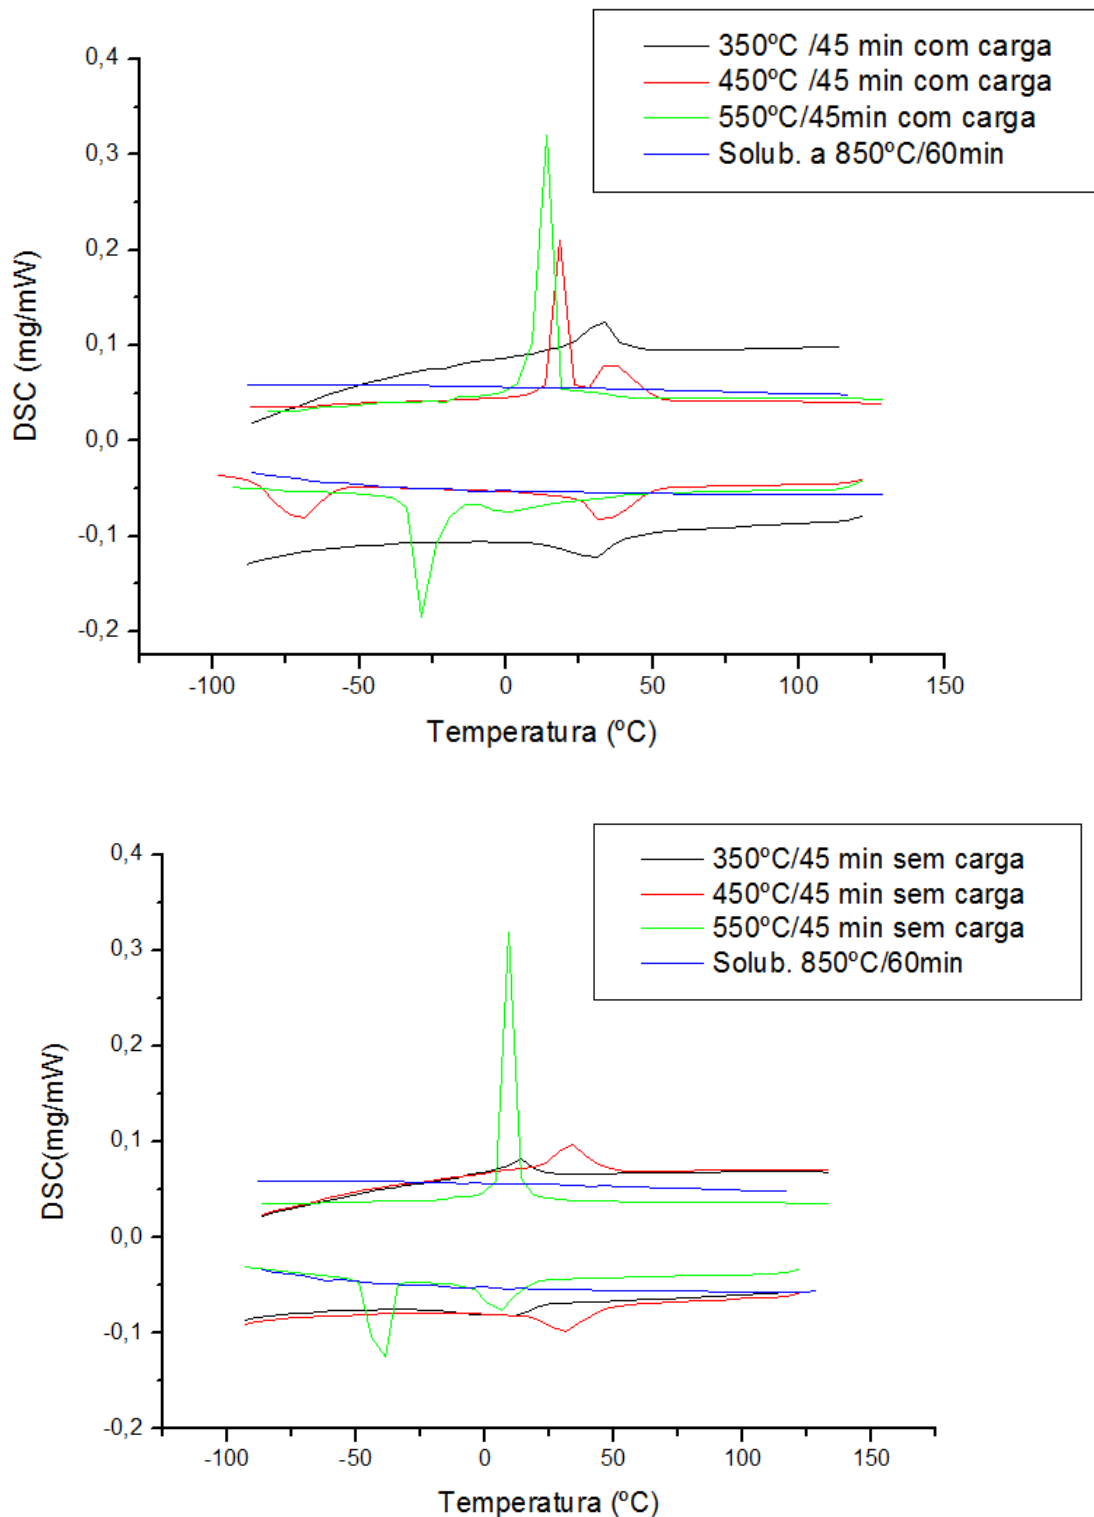 350ºC /45 min com carga
450ºC /45 min com carga
550ºC/45min com carga
Solub. a 850ºC/60min
0,4
0,3
0,2
0,1
0,0
-0,1
-0,2
DSC (mg/mW)
-100 -50 0 50 100 150
Temperatura (ºC)
350ºC/45 min sem carga
450ºC/45 min sem carga
550ºC/45 min sem carga
Solub. 850ºC/60min
0,4
0,3
0,2
0,1
0,0
-0,1
-0,2
DSC(mg/mW)
-100 -50 0 50 100 150
Temperatura (ºC)